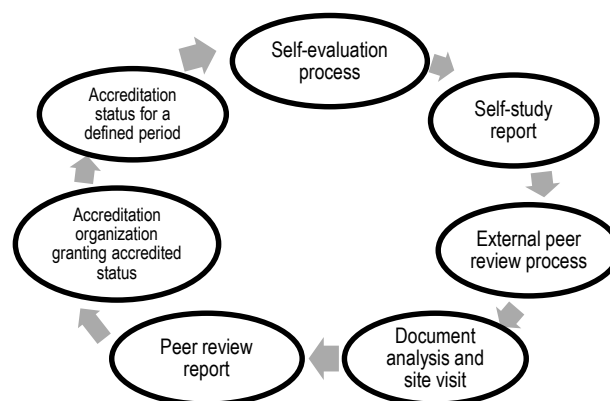 Self-evaluation
process
Self-study
report
External peer
review process
Document
analysis and
site visit
Peer review
report
Accreditation
organization
granting accredited
status
Accreditation
status for a
defined period